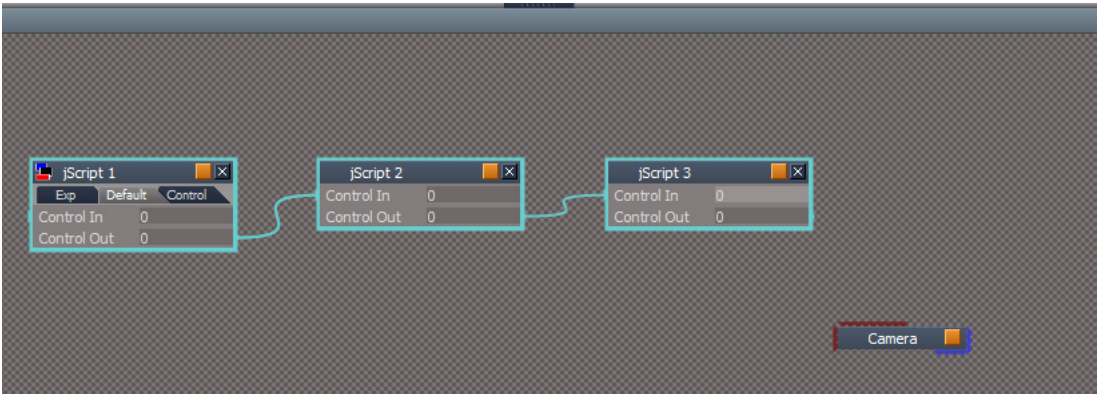 jScript 1
Exp Default Control
Control In 0
Control Out 0
jScript 2
Control In 0
Control Out 0
jScript 3
Control In 0
Control Out 0
Camera